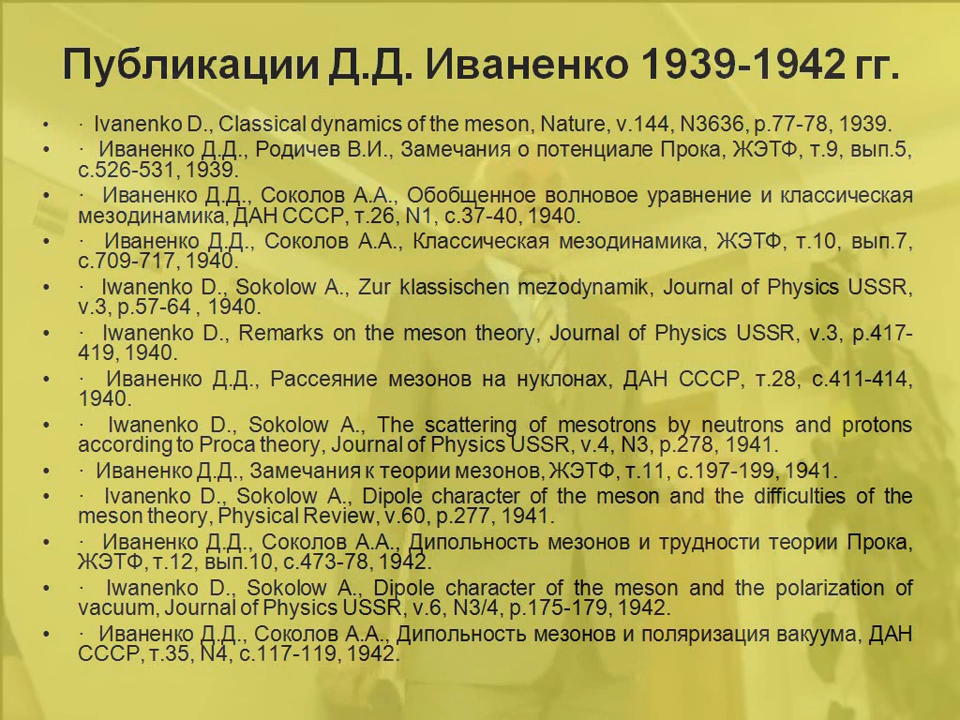 Публикации Д.Д. Иваненко 1939-1942 гг.
• · Ivanenko D., Classical dynamics of the meson, Nature, v.144, N3636, p.77-78, 1939.
• · Иваненко Д.Д., Родичев В.И., Замечания о потенциале Прока, ЖЭТФ, т.9, вып.5,
с.526-531, 1939.
• · Иваненко Д.Д., Соколов А.А., Обобщенное волновое уравнение и классическая
мезодинамика, ДАН СССР, т.26, N1, с.37-40, 1940.
• · Иваненко Д.Д., Соколов А.А., Классическая мезодинамика, ЖЭТФ, т.10, вып.7,
с.709-717, 1940.
• · Iwanenko D., Sokolow A., Zur klassischen mezodynamik, Journal of Physics USSR,
v.3, p.57-64 , 1940.
• · Iwanenko D., Remarks on the meson theory, Journal of Physics USSR, v.3, p.417-
419, 1940.
• · Иваненко Д.Д., Рассеяние мезонов на нуклонах, ДАН СССР, т.28, с.411-414,
1940.
• · Iwanenko D., Sokolow A., The scattering of mesotrons by neutrons and protons
according to Proca theory, Journal of Physics USSR, v.4, N3, p.278, 1941.
• · Иваненко Д.Д., Замечания к теории мезонов, ЖЭТФ, т.11, с.197-199, 1941.
• · Ivanenko D., Sokolow A., Dipole character of the meson and the difficulties of the
meson theory, Physical Review, v.60, p.277, 1941.
• · Иваненко Д.Д., Соколов А.А., Дипольность мезонов и трудности теории Прока,
ЖЭТФ, т.12, вып.10, с.473-78, 1942.
• · Iwanenko D., Sokolow A., Dipole character of the meson and the polarization of
vacuum, Journal of Physics USSR, v.6, N3/4, p.175-179, 1942.
• · Иваненко Д.Д., Соколов А.А., Дипольность мезонов и поляризация вакуума, ДАН
СССР, т.35, N4, с.117-119, 1942.